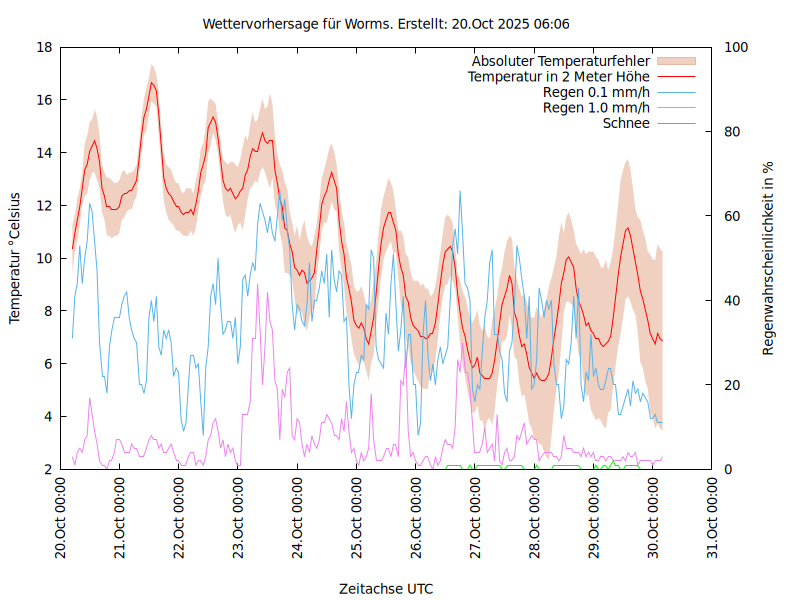 Wettervorhersage für Worms. Erstellt: 20.Oct 2025 06:06
Absoluter Temperaturfehler
Temperatur in 2 Meter Höhe
Regen 0.1 mm/h
Regen 1.0 mm/h
Schnee
Temperatur °Celsius
18
16
14
12
10
8
6
4
2
Regenwahrscheinlichkeit in %
100
80
60
40
20
0
20.Oct 00:00
21.Oct 00:00
22.Oct 00:00
23.Oct 00:00
24.Oct 00:00
25.Oct 00:00
26.Oct 00:00
27.Oct 00:00
28.Oct 00:00
29.Oct 00:00
30.Oct 00:00
31.Oct 00:00
Zeitachse UTC